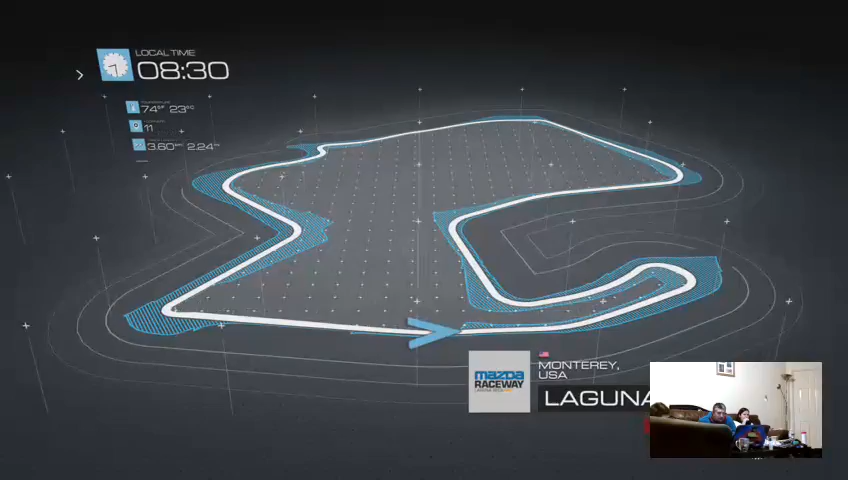 LOCAL TIME
08:30
74°F 23°C
11
3.60 2.24
mazda
RACEWAY
MONTEREY,
USA
LAGUNA